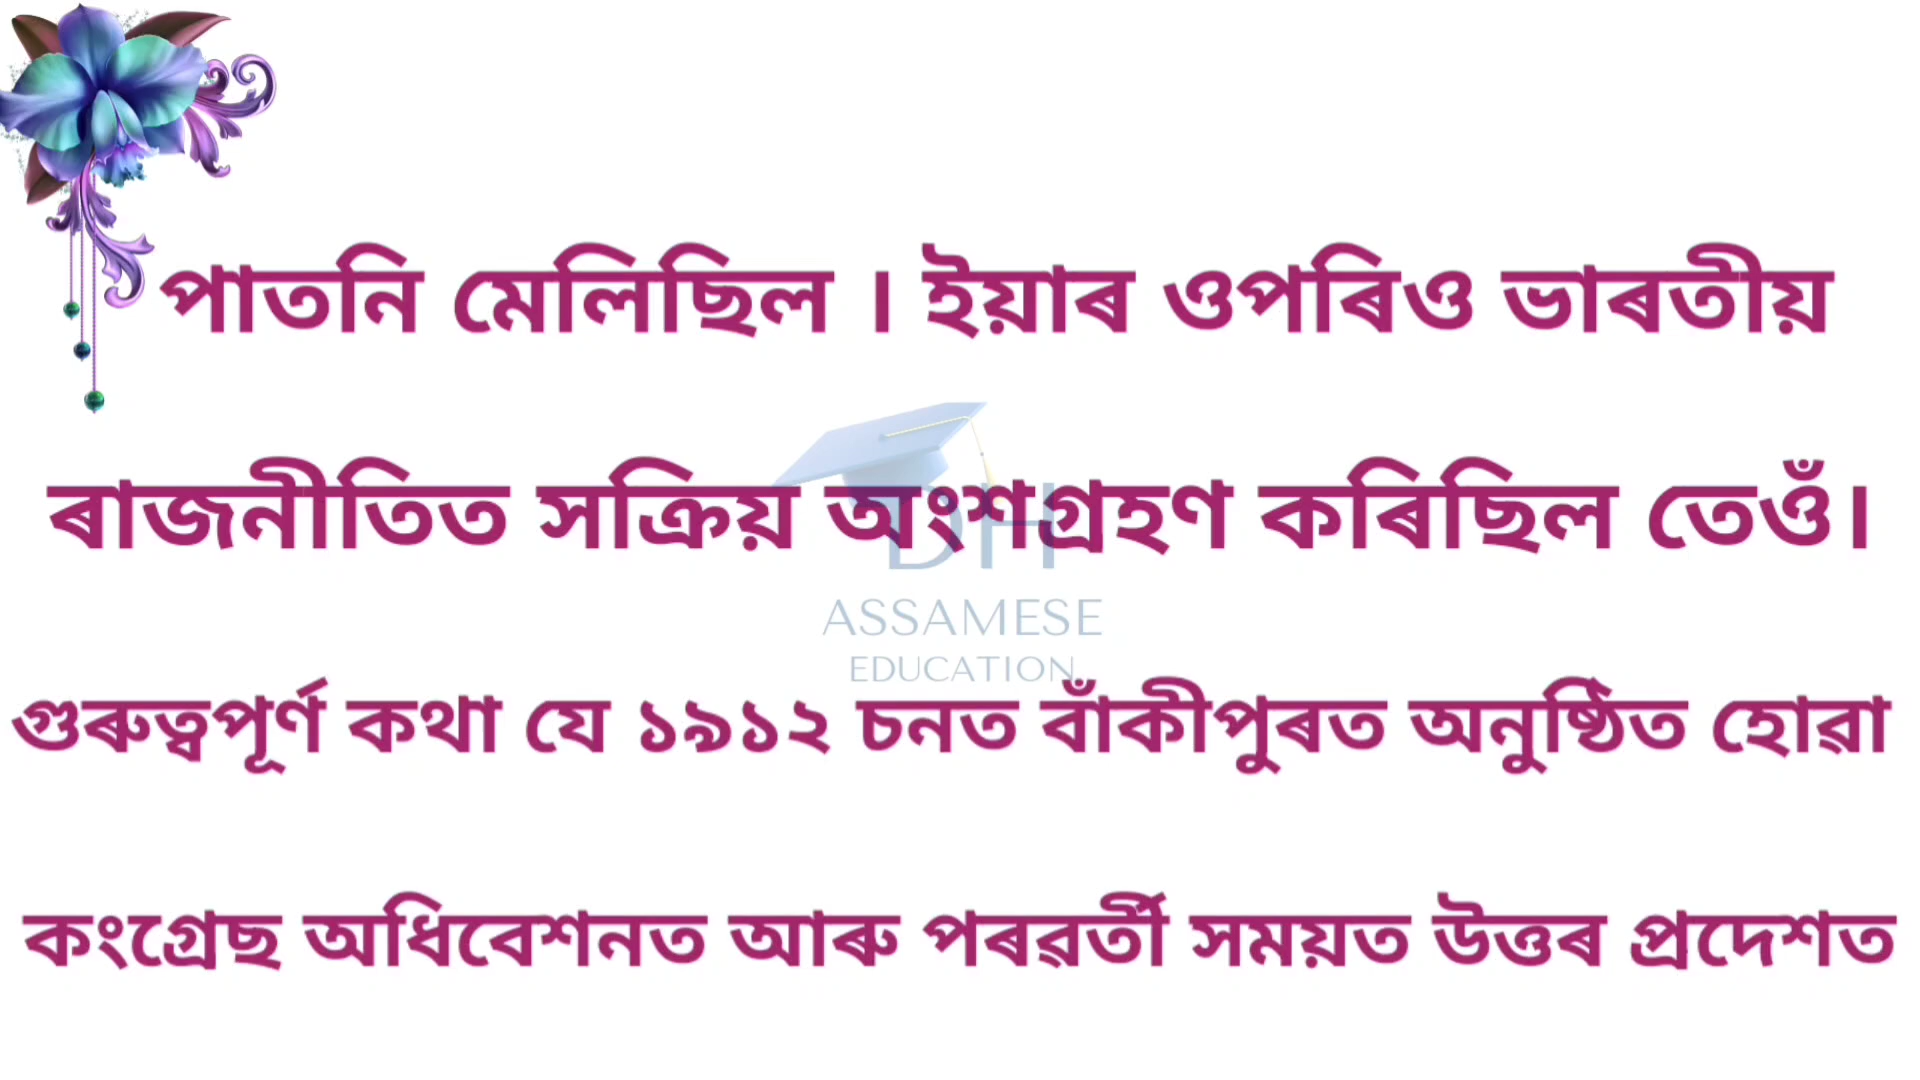 পাতনি মেলিছিল । ইয়াৰ ওপৰিও ভাৰতীয়
ৰাজনীতিত সক্ৰিয় অংশগ্ৰহণ কৰিছিল তেওঁ।
DH
ASSAMESE
EDUCATION
গুৰুত্বপূৰ্ণ কথা যে ১৯১২ চনত বাঁকীপুৰত অনুষ্ঠিত হোৱা
কংগ্ৰেছ অধিবেশনত আৰু পৰৱৰ্তী সময়ত উত্তৰ প্ৰদেশত